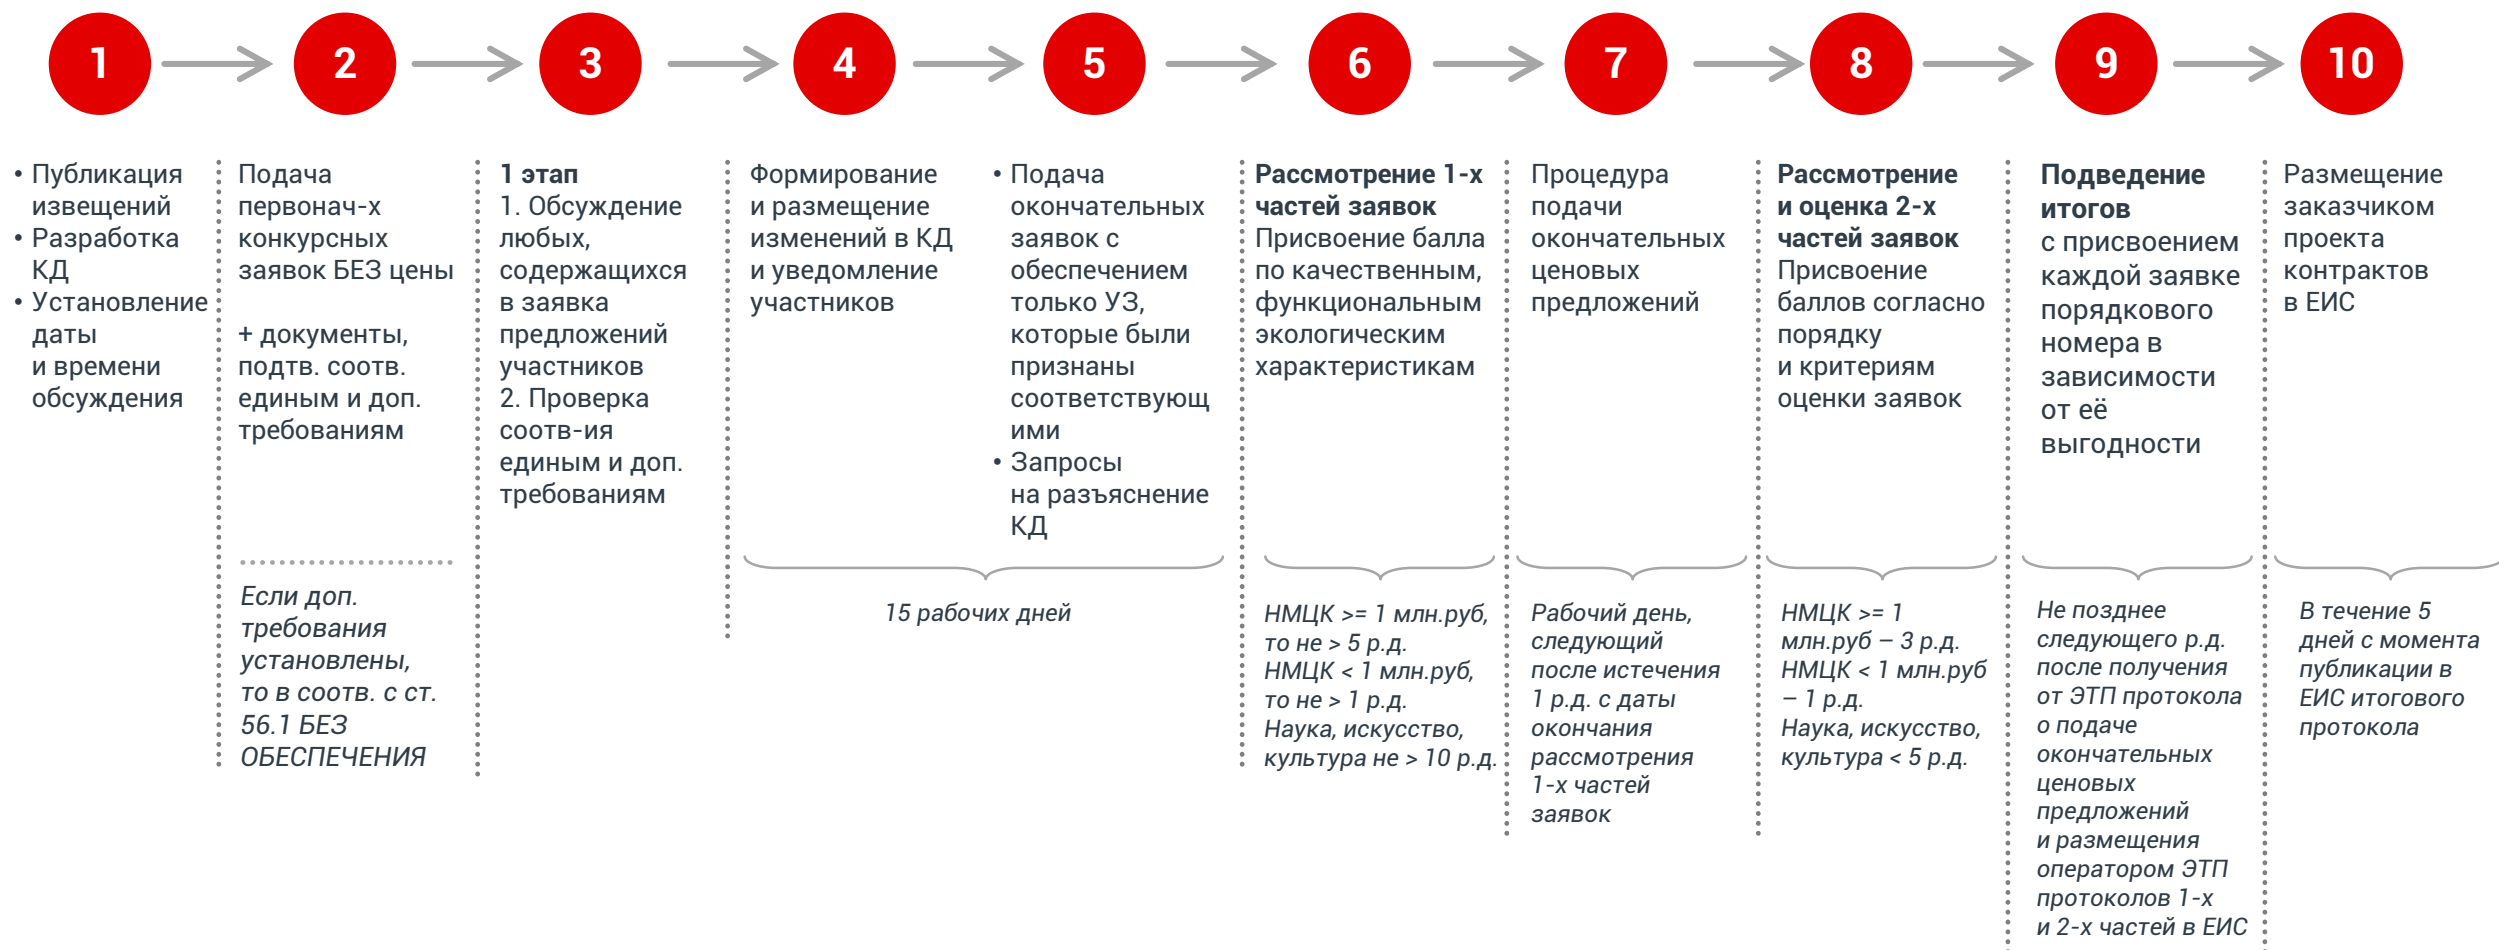 1
2
3
4
5
6
7
8
9
10
• Публикация
извещений
• Разработка
КД
• Установление
даты
и времени
обсуждения
Подача
первонач-х
конкурсных
заявок БЕЗ цены
+ документы,
подтв. соотв.
единым и доп.
требованиям
Если доп.
требования
установлены,
то в соотв. с ст.
56.1 БЕЗ
ОБЕСПЕЧЕНИЯ
1 этап
1. Обсуждение
любых,
содержащихся
в заявка
предложений
участников
2. Проверка
соотв-ия
единым и доп.
требованиям
Формирование
и размещение
изменений в КД
и уведомление
участников
• Подача
окончательных
заявок с
обеспечением
только УЗ,
которые были
признаны
соответствующ
ими
• Запросы
на разъяснение
КД
15 рабочих дней
Рассмотрение 1-х
частей заявок
Присвоение балла
по качественным,
функциональным
экологическим
характеристикам
НМЦК >= 1 млн.руб,
то не > 5 р.д.
НМЦК < 1 млн.руб,
то не > 1 р.д.
Наука, искусство,
культура не > 10 р.д.
Процедура
подачи
окончательных
ценовых
предложений
Рабочий день,
следующий
после истечения
1 р.д. с даты
окончания
рассмотрения
1-х частей
заявок
Рассмотрение
и оценка 2-х
частей заявок
Присвоение
баллов согласно
порядку
и критериям
оценки заявок
НМЦК >= 1
млн.руб – 3 р.д.
НМЦК < 1 млн.руб
– 1 р.д.
Наука, искусство,
культура < 5 р.д.
Подведение
итогов
с присвоением
каждой заявке
порядкового
номера в
зависимости
от её
выгодности
Не позднее
следующего р.д.
после получения
от ЭТП протокола
о подаче
окончательных
ценовых
предложений
и размещения
оператором ЭТП
протоколов 1-х
и 2-х частей в ЕИС
Размещение
заказчиком
проекта
контрактов
в ЕИС
В течение 5
дней с момента
публикации в
ЕИС итогового
протокола